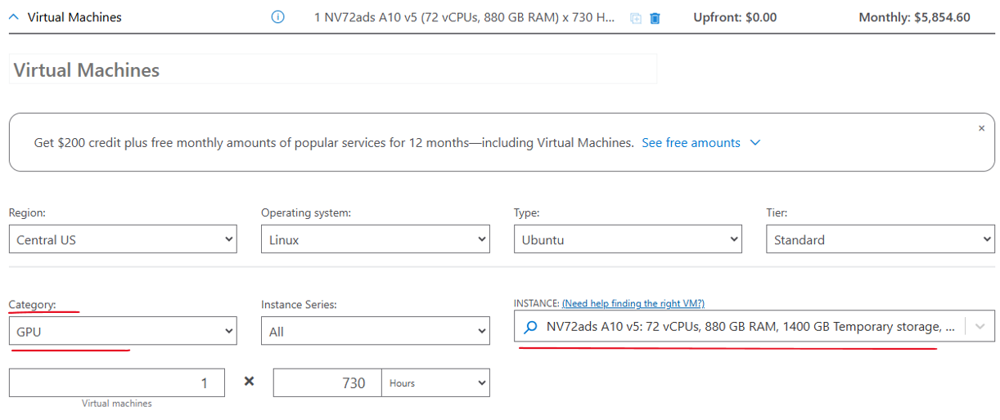 Virtual Machines 1 NV72ads A10 v5 (72 vCPUs, 880 GB RAM) x 730 H... Upfront: $0.00 Monthly: $5,854.60
Virtual Machines
×
Get $200 credit plus free monthly amounts of popular services for 12 months—including Virtual Machines. See free amounts
Region: Operating system: Type: Tier:
Central US Linux Ubuntu Standard
Category: Instance Series: INSTANCE: (Need help finding the right VM?)
GPU All NV72ads A10 v5: 72 vCPUs, 880 GB RAM, 1400 GB Temporary storage, ...
1 × 730 Hours
Virtual machines